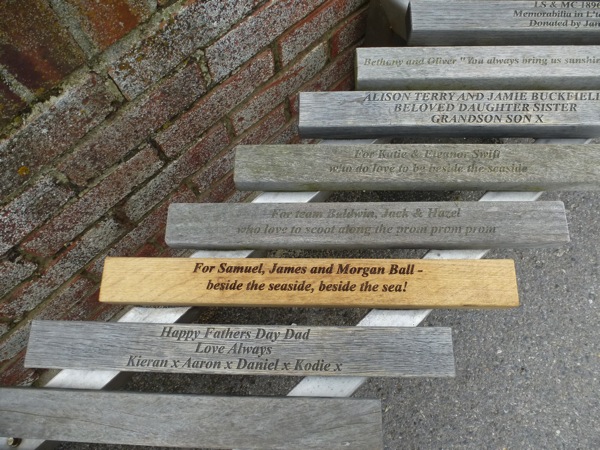 LS & MC 1896
Memorabilia in L'
Donated by
Bethany and Oliver "You always bring us sunshi
ALISON TERRY AND JAMIE BUCKFIEL
BELOVED DAUGHTER SISTER
GRANDSON SON X
For Katie & Eleanor Swift
who do love to be beside the seaside
For team Baldwin, Jack & Hazel
who love to scoot along the prom prom prom
For Samuel, James and Morgan Ball -
beside the seaside, beside the sea!
Happy Fathers Day Dad
Love Always
Kieran x Aaron x Daniel x Kodie x